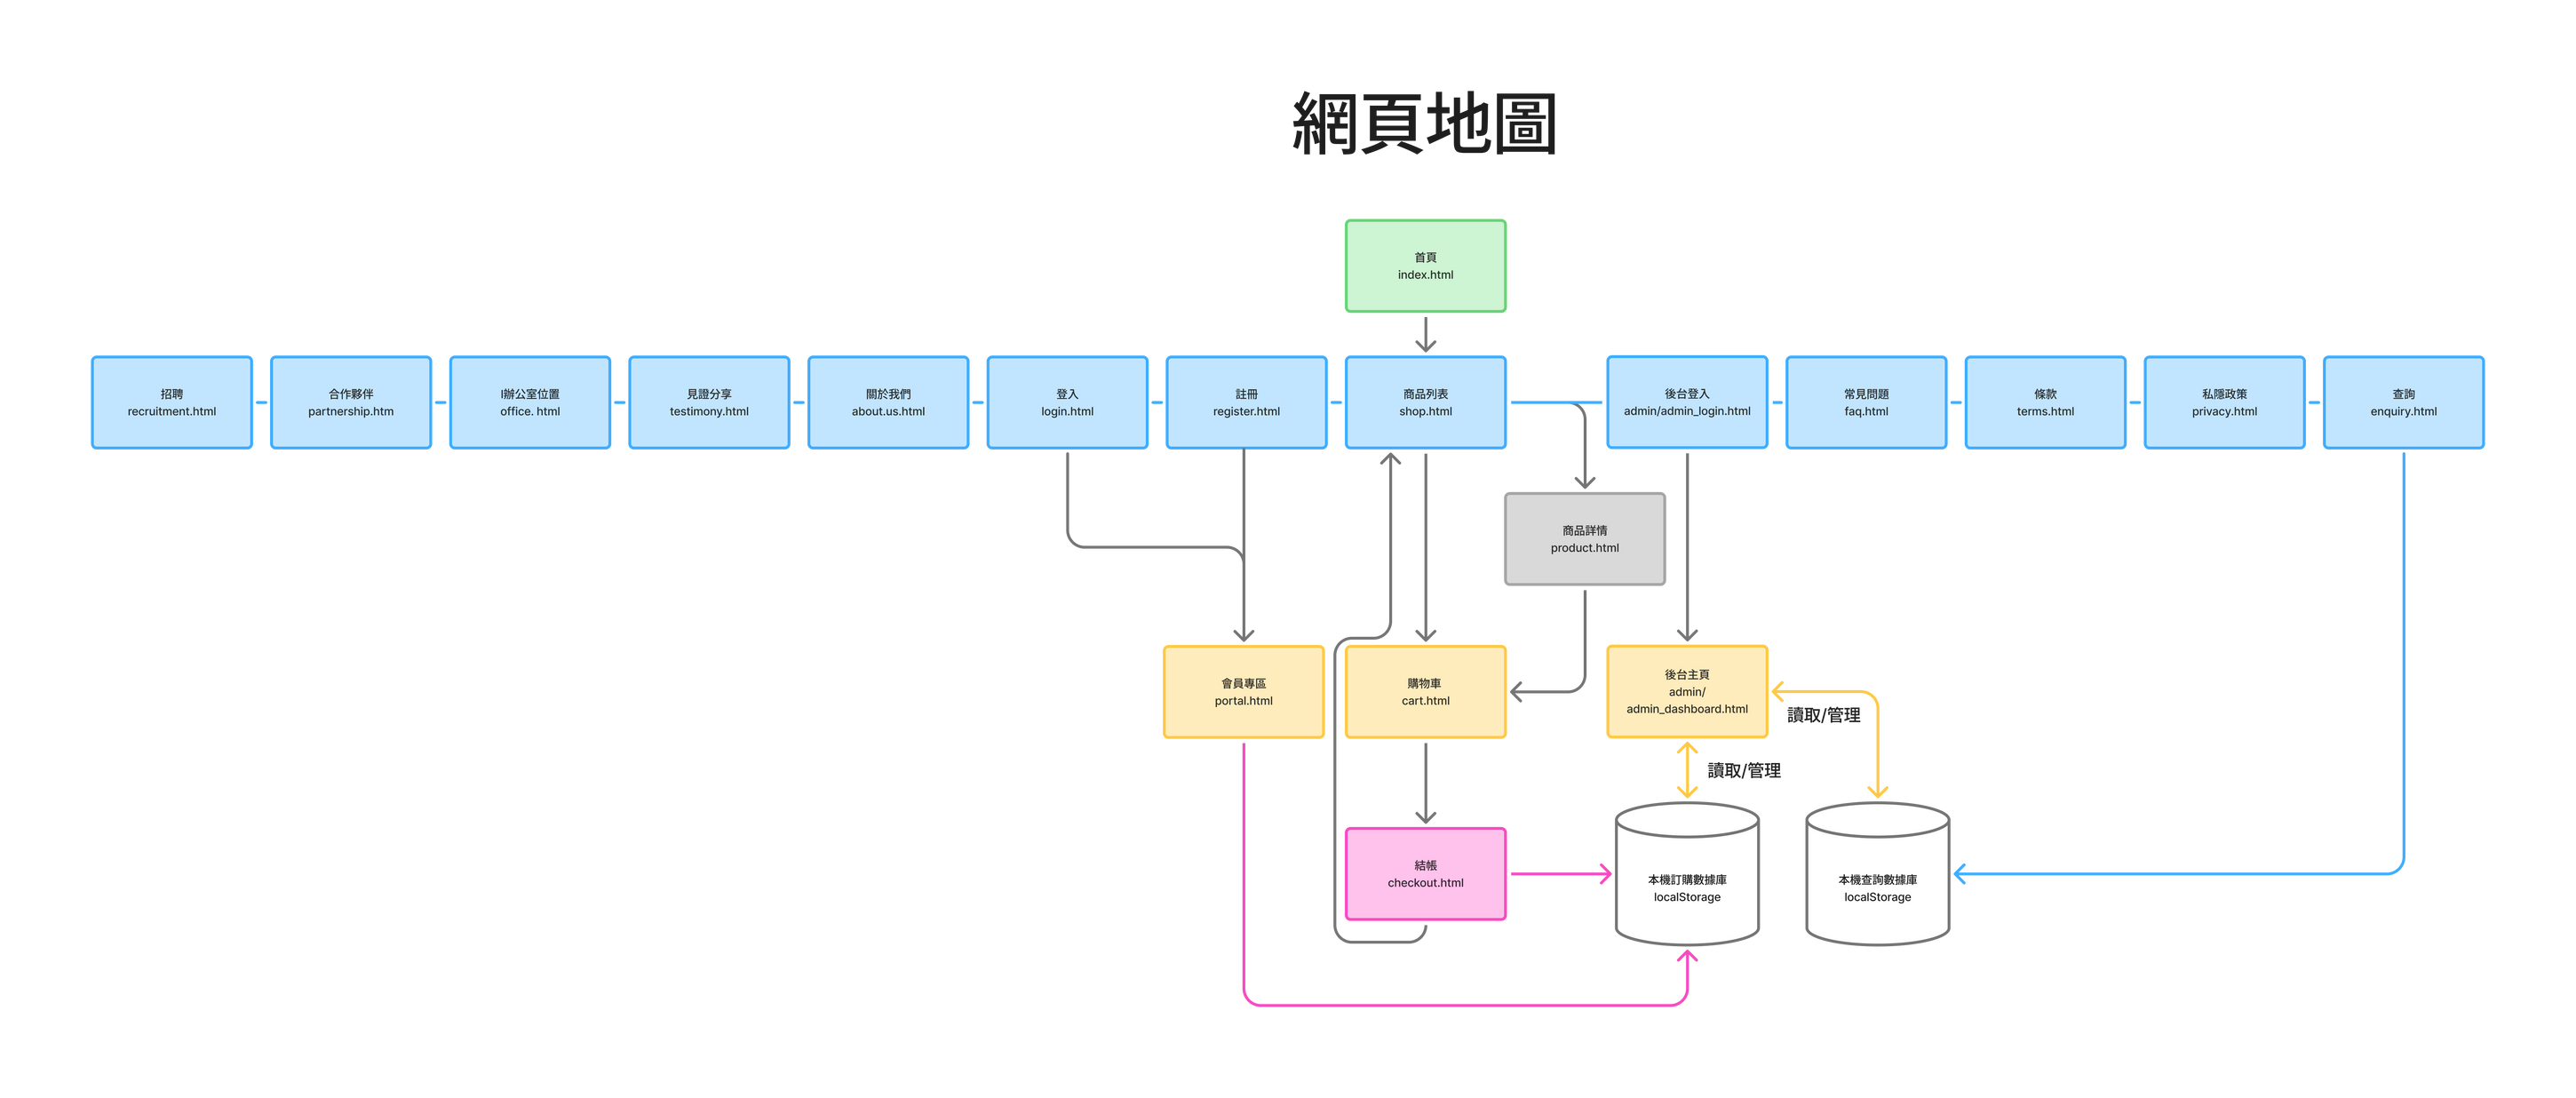 網頁地圖
首頁
index.html
招聘
recruitment.html
合作夥伴
partnership.htm
I辦公室位置
office. html
見證分享
testimony.html
關於我們
about.us.html
登入
login.html
註冊
register.html
商品列表
shop.html
後台登入
admin/admin_login.html
常見問題
faq.html
條款
terms.html
私隱政策
privacy.html
查詢
enquiry.html
商品詳情
product.html
會員專區
portal.html
購物車
cart.html
後台主頁
admin/
admin_dashboard.html
讀取/管理
讀取/管理
結帳
checkout.html
本機訂購數據庫
localStorage
本機查詢數據庫
localStorage